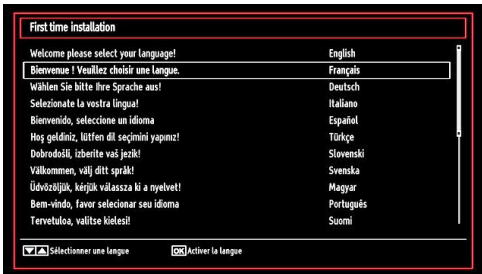 First time installation
Welcome please select your language! English
Bienvenue ! Veuillez choisir une langue. Français
Wählen Sie bitte Ihre Sprache aus! Deutsch
Selezionate la vostra lingua! Italiano
Bienvenido, seleccione un idioma Español
Hoş geldiniz, lütfen dil seçimini yapınız! Türkçe
Dobrodošli, izberite vaš jezik! Slovenski
Välkommen, välj ditt språk! Svenska
Üdvözöljük, kérjük válassza ki a nyelvet! Magyar
Bem-vindo, favor selecionar seu idioma Português
Tervetuloa, valitse kielesi! Suomi
Sélectionner une langue OK Activer la langue